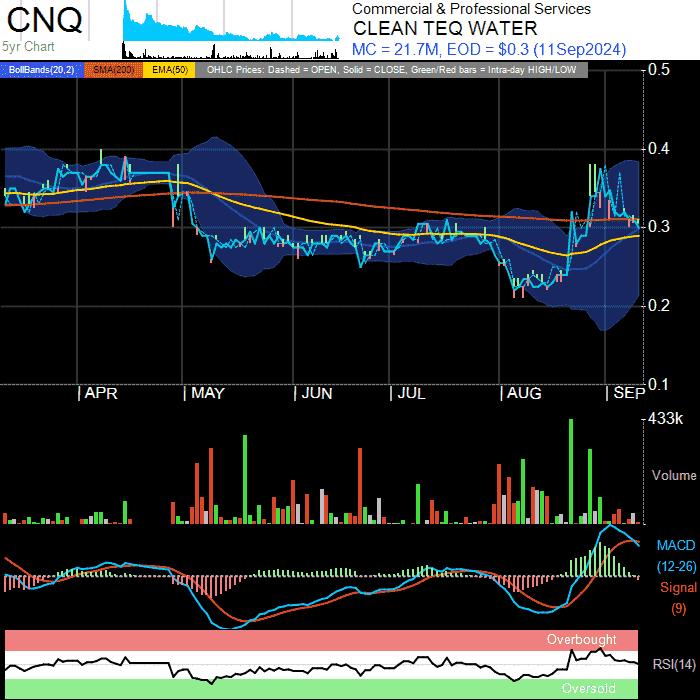 CNQ
5yr Chart
Commercial & Professional Services
CLEAN TEQ WATER
MC = 21.7M, EOD = $0.3 (11Sep2024)
BollBands(20,2) SMA(200) EMA(50) OHLC Prices: Dashed = OPEN, Solid = CLOSE, Green/Red bars = Intra-day HIGH/LOW
0.5
0.4
0.3
0.2
0.1
APR MAY JUN JUL AUG SEP
433k
Volume
MACD
(12-26)
Signal
(9)
Overbought
RSI(14)
Oversold